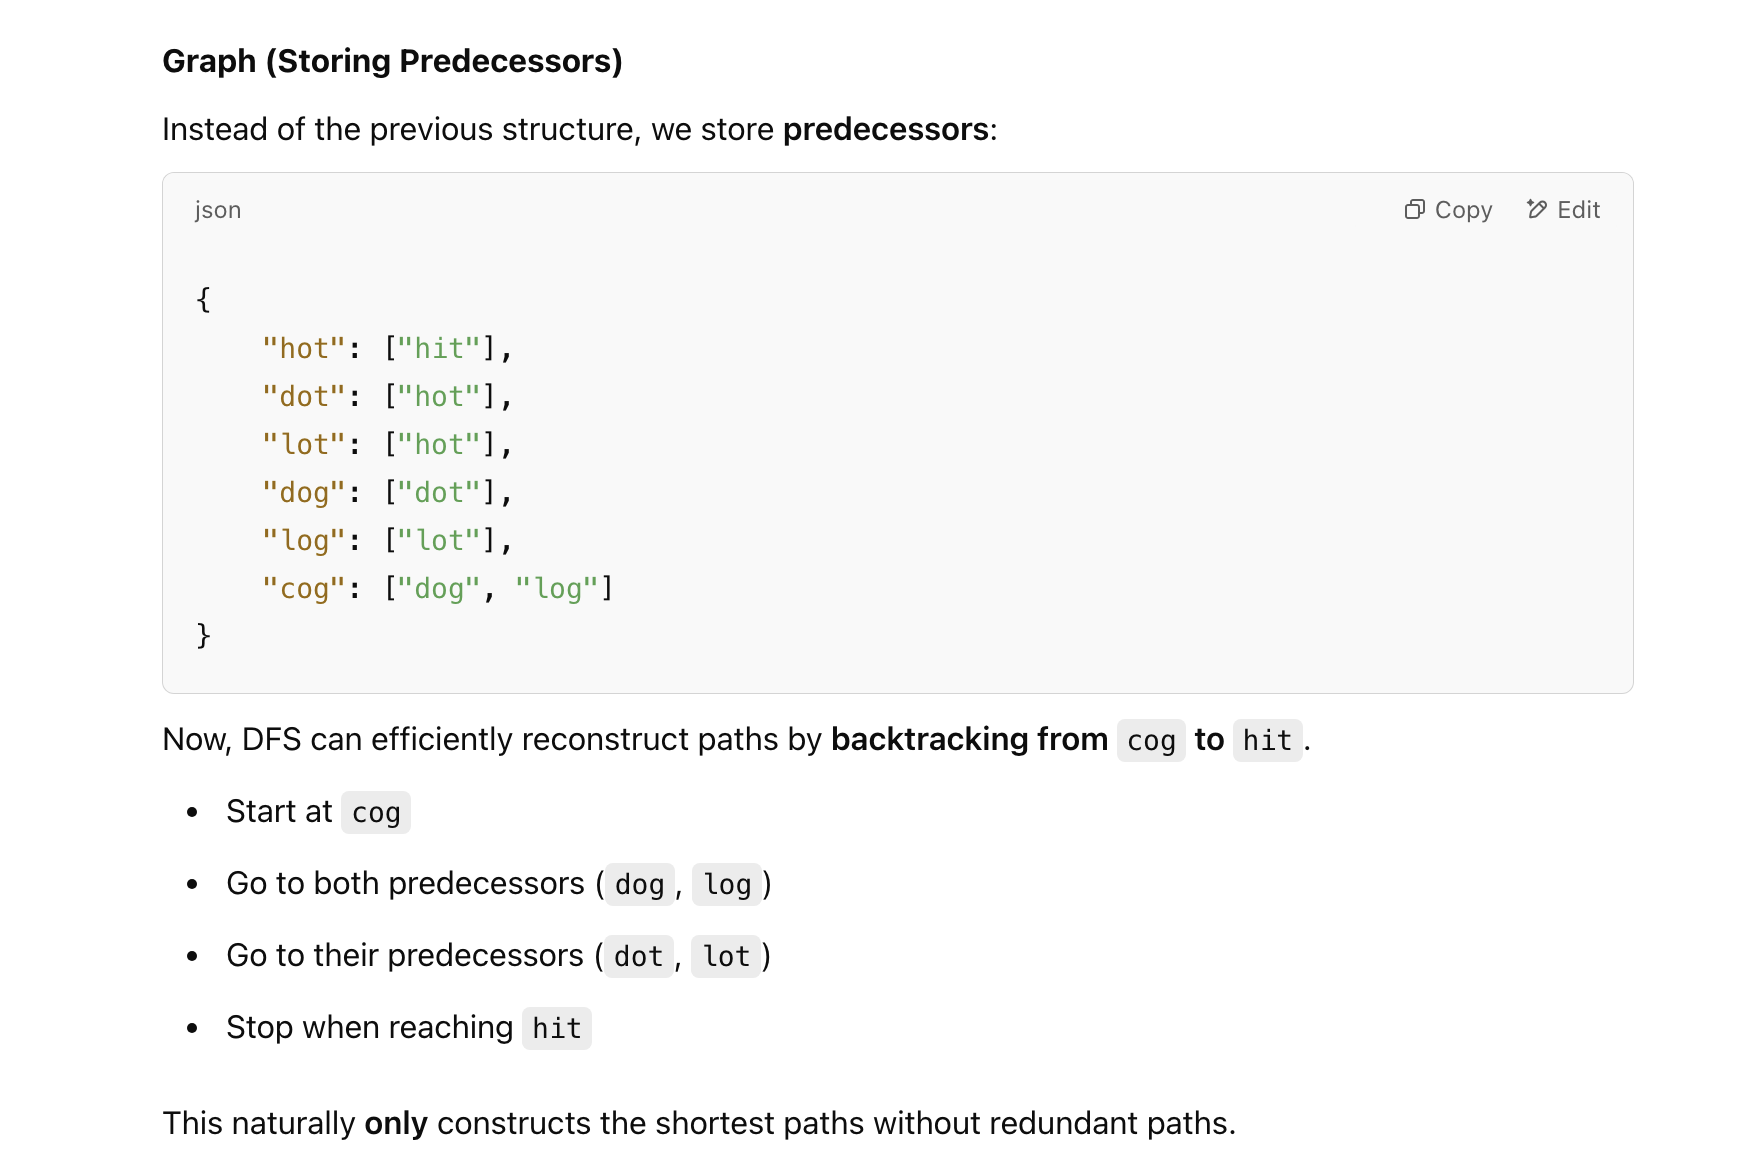 Graph (Storing Predecessors)
Instead of the previous structure, we store predecessors:
json
Copy
Edit
{
    "hot": ["hit"],
    "dot": ["hot"],
    "lot": ["hot"],
    "dog": ["dot"],
    "log": ["lot"],
    "cog": ["dog", "log"]
}
Now, DFS can efficiently reconstruct paths by backtracking from cog to hit.
• Start at cog
• Go to both predecessors (dog, log)
• Go to their predecessors (dot, lot)
• Stop when reaching hit
This naturally only constructs the shortest paths without redundant paths.